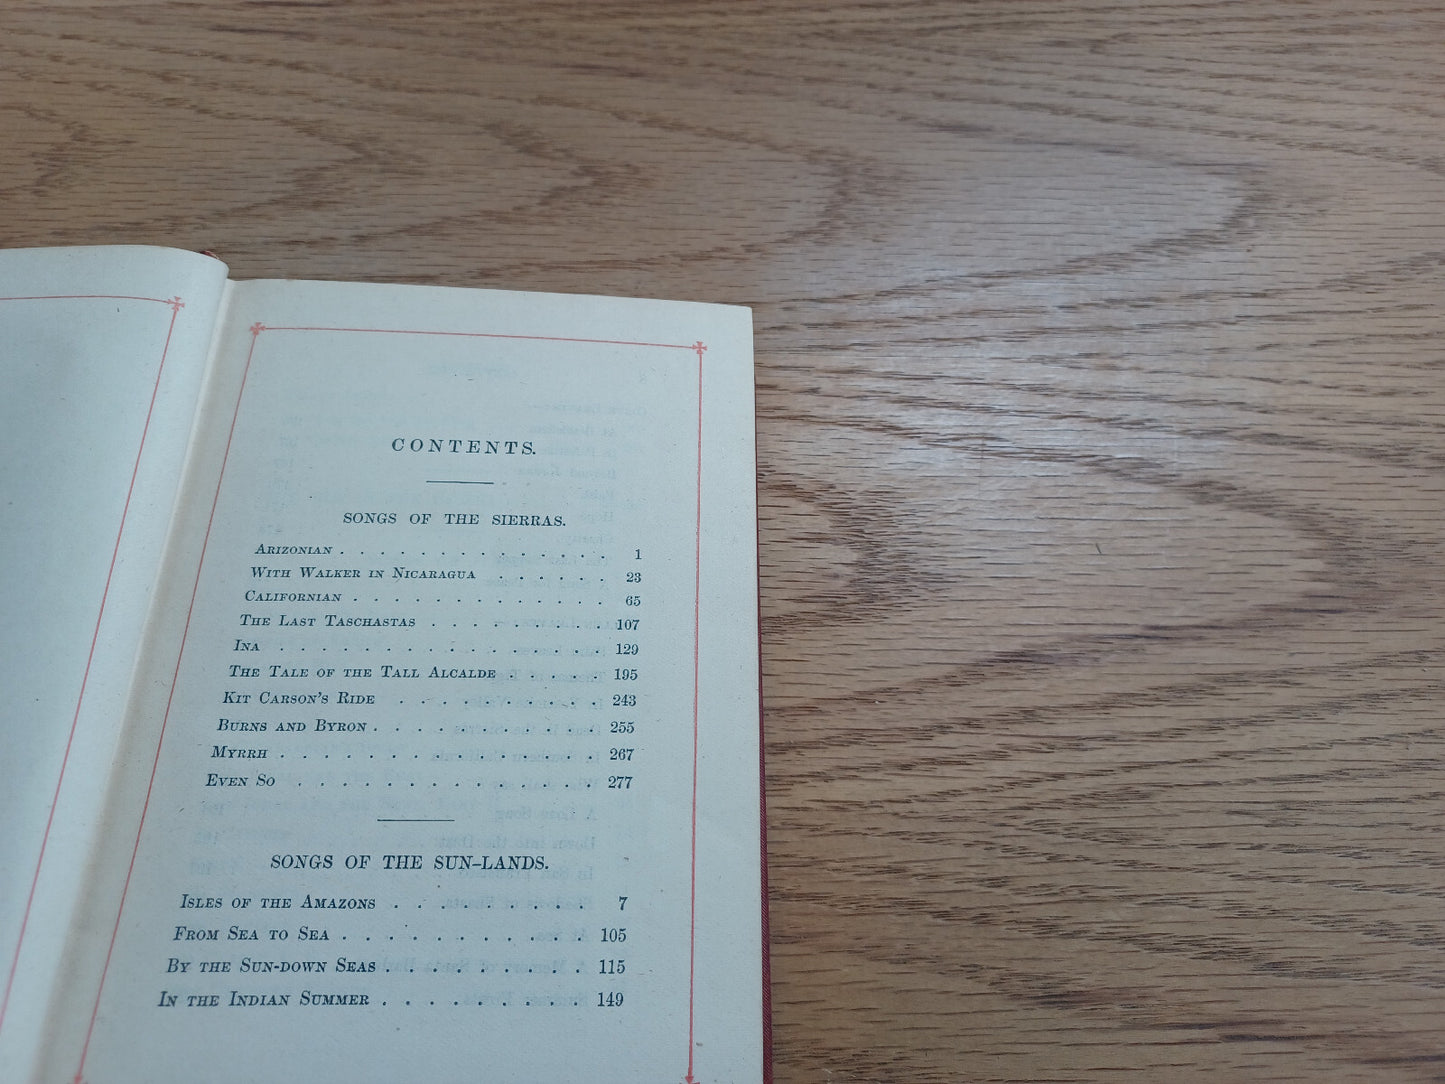 CONTENTS.
SONGS OF THE SIERRAS.
ARIZONIAN . . . . . . . . . . . 1
WITH WALKER IN NICARAGUA . . . . . . 23
CALIFORNIAN . . . . . . . . . . 65
THE LAST TASCHASTAS . . . . . . . . 107
INA . . . . . . . . . . . . 129
THE TALE OF THE TALL ALCALDE . . . . . 195
KIT CARSON'S RIDE . . . . . . . . 243
BURNS AND BYRON . . . . . . . . . 255
MYRRH . . . . . . . . . . . . 267
EVEN SO . . . . . . . . . . . 277
SONGS OF THE SUN-LANDS.
ISLES OF THE AMAZONS . . . . . . . . 7
FROM SEA TO SEA . . . . . . . . . . 105
BY THE SUN-DOWN SEAS . . . . . . . . 115
IN THE INDIAN SUMMER . . . . . . . . 149